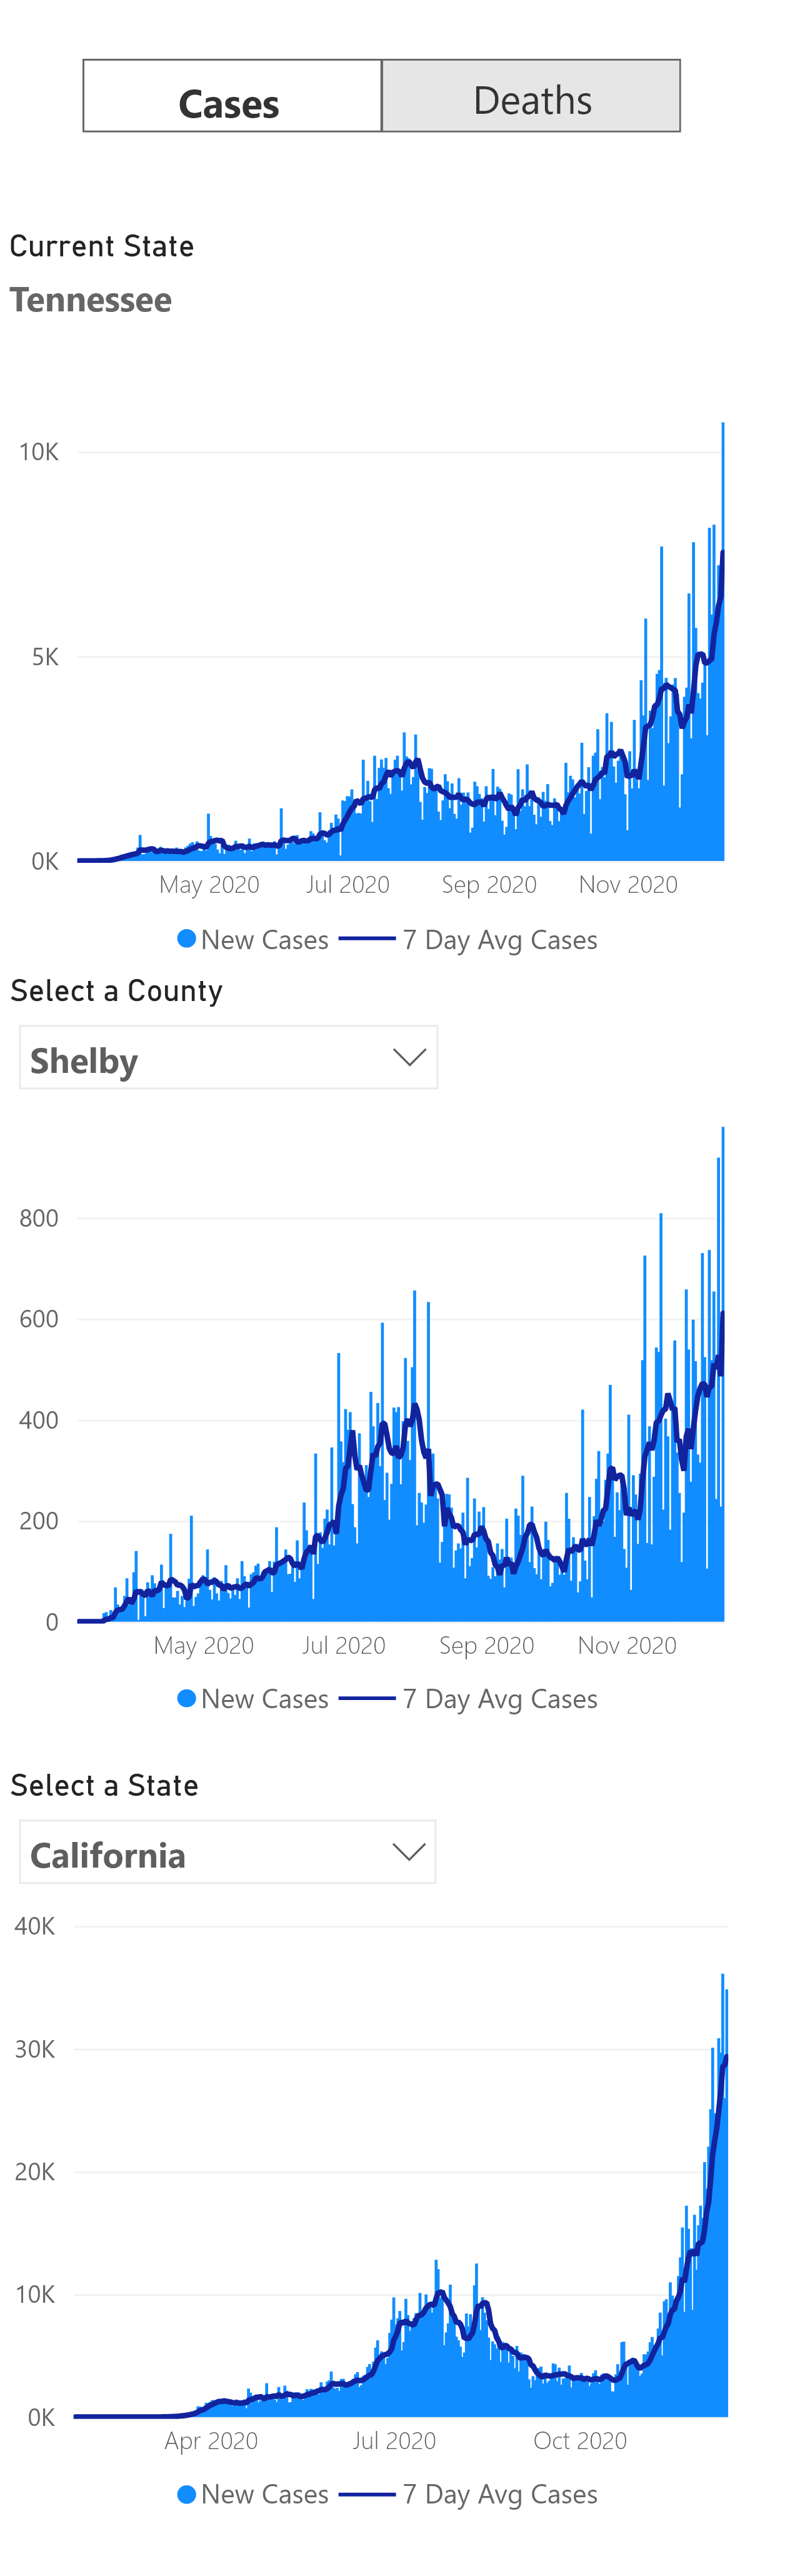 Cases Deaths
Current State
Tennessee
10K
5K
0K
May 2020 Jul 2020 Sep 2020 Nov 2020
New Cases 7 Day Avg Cases
Select a County
Shelby
800
600
400
200
0
May 2020 Jul 2020 Sep 2020 Nov 2020
New Cases 7 Day Avg Cases
Select a State
California
40K
30K
20K
10K
0K
Apr 2020 Jul 2020 Oct 2020
New Cases 7 Day Avg Cases